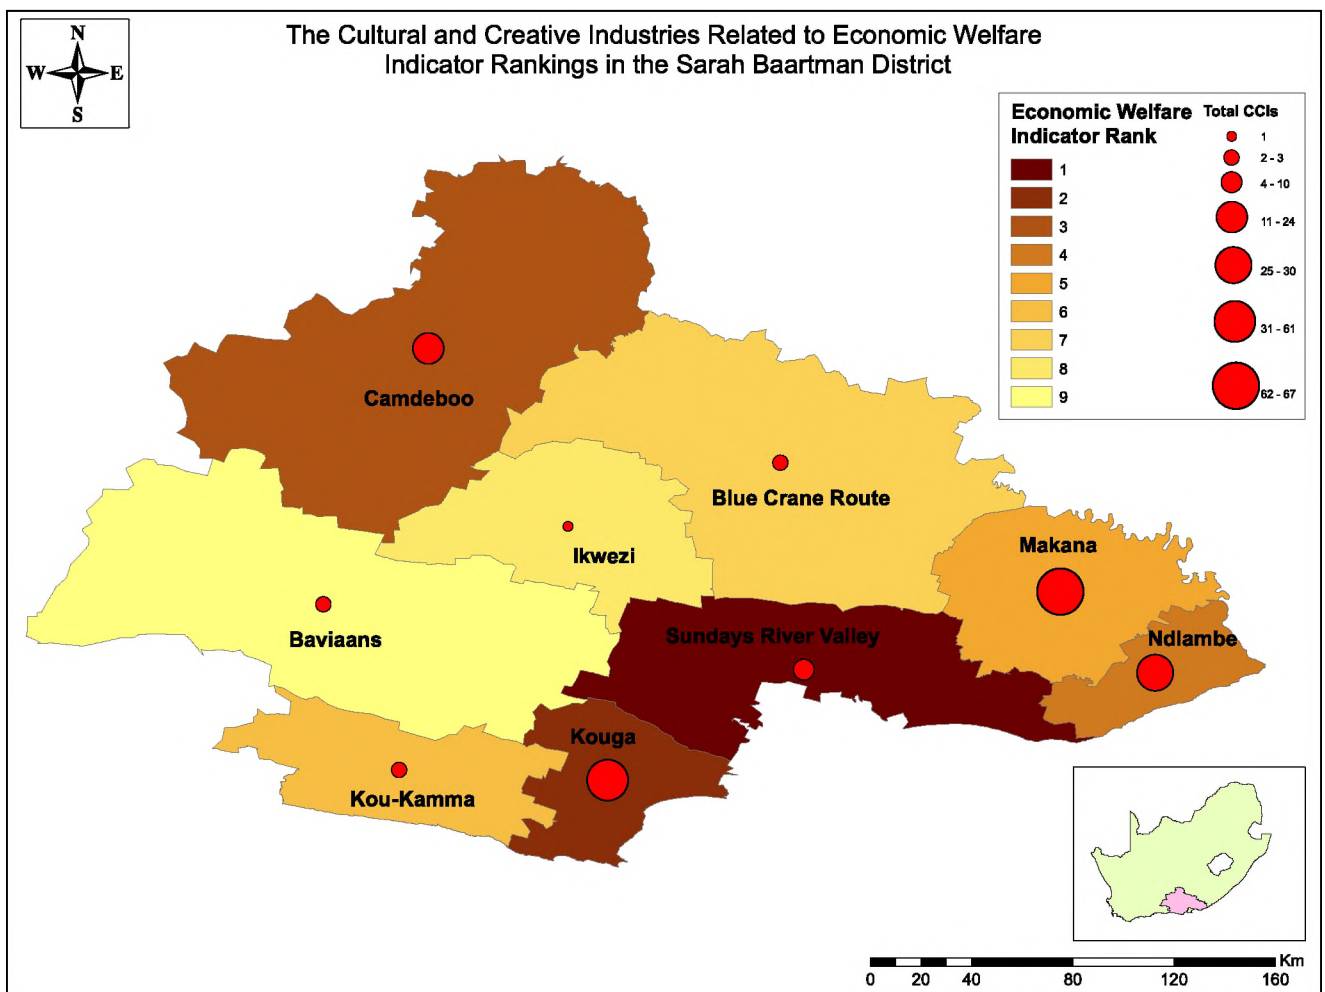 The Cultural and Creative Industries Related to Economic Welfare
Indicator Rankings in the Sarah Baartman District
N
W E
S
Economic Welfare
Indicator Rank
1
2
3
4
5
6
7
8
9
Total CCIs
1
2 - 3
4 - 10
11 - 24
25 - 30
31 - 61
62 - 67
Camdeboo
Blue Crane Route
Ikwezi
Makana
Baviaans
Sundays River Valley
Ndlambe
Kouga
Kou-Kamma
Km
0 20 40 80 120 160